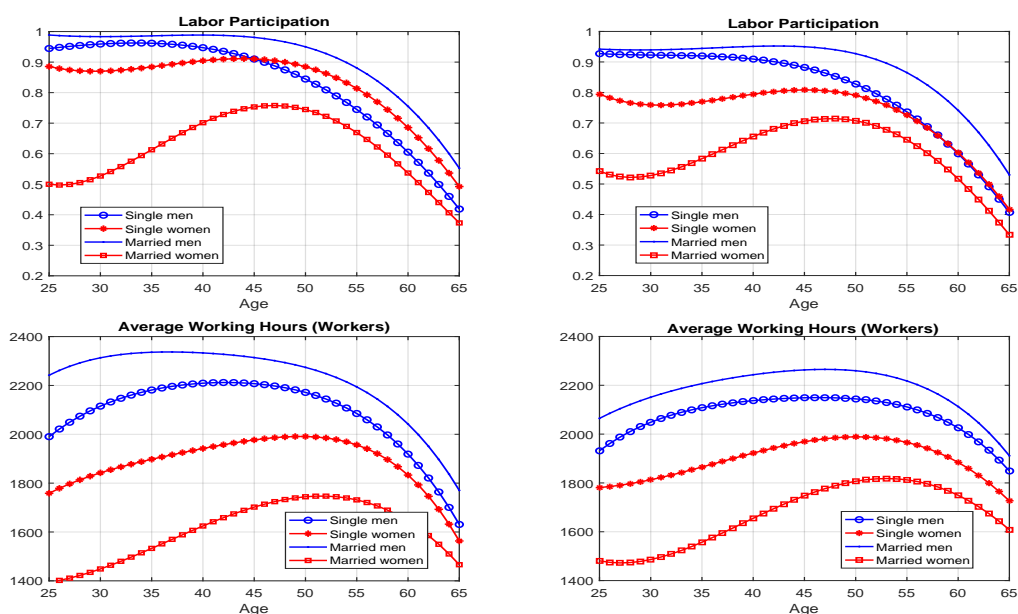 Labor Participation
1
0.9
0.8
0.7
0.6
0.5
0.4
0.3
0.2
Single men
Single women
Married men
Married women
25 30 35 40 45 50 55 60 65
Age
Labor Participation
1
0.9
0.8
0.7
0.6
0.5
0.4
0.3
0.2
Single men
Single women
Married men
Married women
25 30 35 40 45 50 55 60 65
Age
Average Working Hours (Workers)
2400
2200
2000
1800
1600
1400
Single men
Single women
Married men
Married women
25 30 35 40 45 50 55 60 65
Age
Average Working Hours (Workers)
2400
2200
2000
1800
1600
1400
Single men
Single women
Married men
Married women
25 30 35 40 45 50 55 60 65
Age